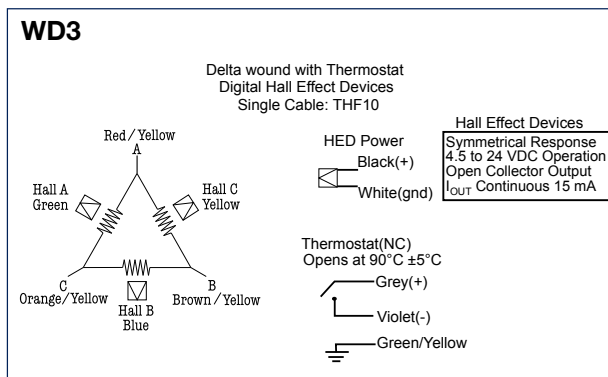 WD3
Delta wound with Thermostat
Digital Hall Effect Devices
Single Cable: THF10
Red/Yellow
A
Hall A
Green
Hall C
Yellow
C
Orange/Yellow
Hall B
Blue
B
Brown/Yellow
HED Power
Black(+)
White(gnd)
Hall Effect Devices
Symmetrical Response
4.5 to 24 VDC Operation
Open Collector Output
IOUT Continuous 15 mA
Thermostat(NC)
Opens at 90°C ±5°C
Grey(+)
Violet(-)
Green/Yellow